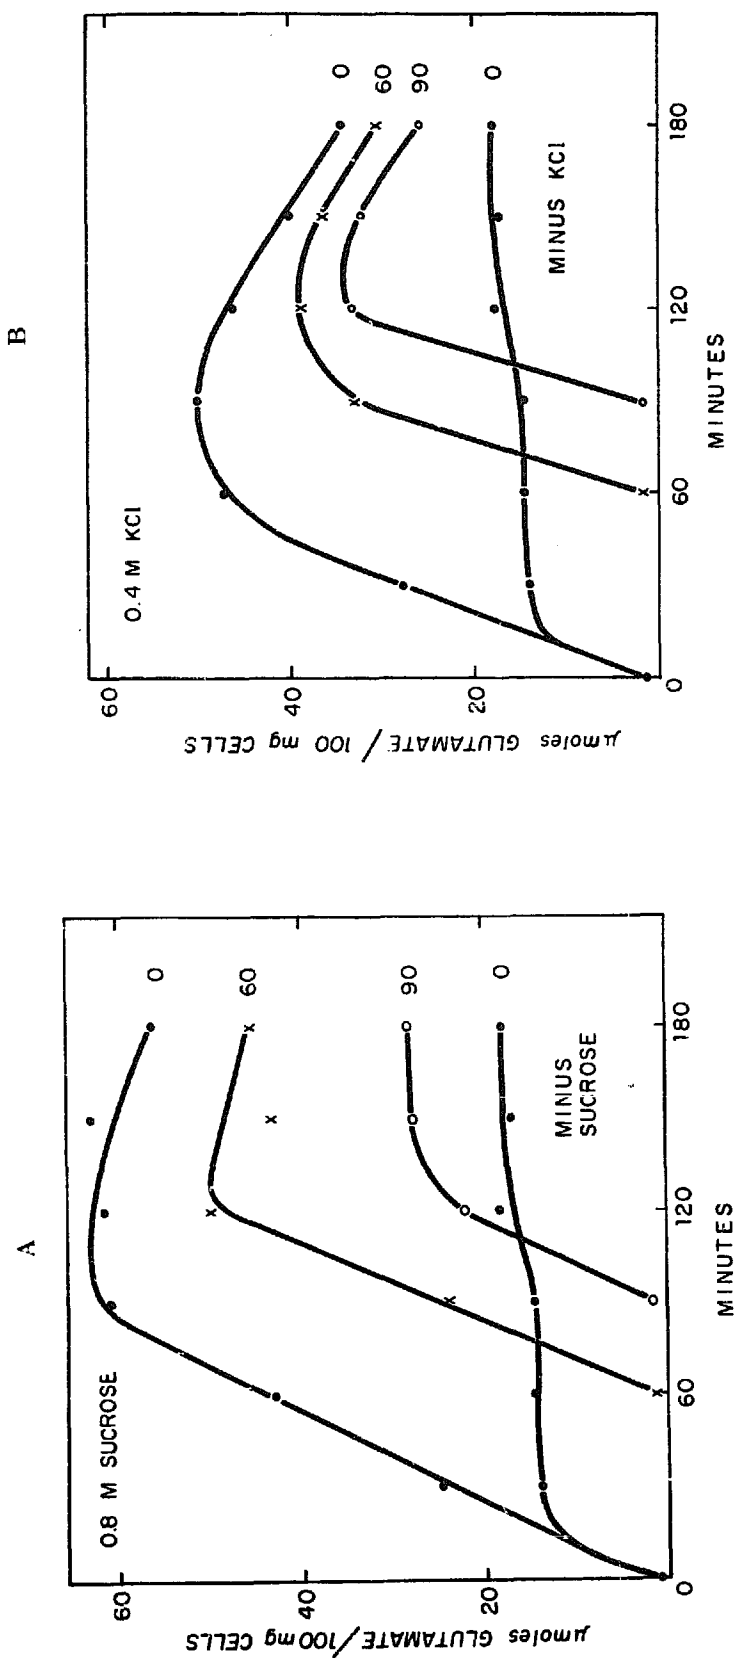 A
0.8 M SUCROSE
60
40
20
0
60
120
180
0
60
90
0
MINUS
SUCROSE
μmoles GLUTAMATE/100 mg CELLS
MINUTES
B
0.4 M KCl
60
40
20
0
60
120
180
0
60
90
0
MINUS KCl
μmoles GLUTAMATE / 100 mg CELLS
MINUTES